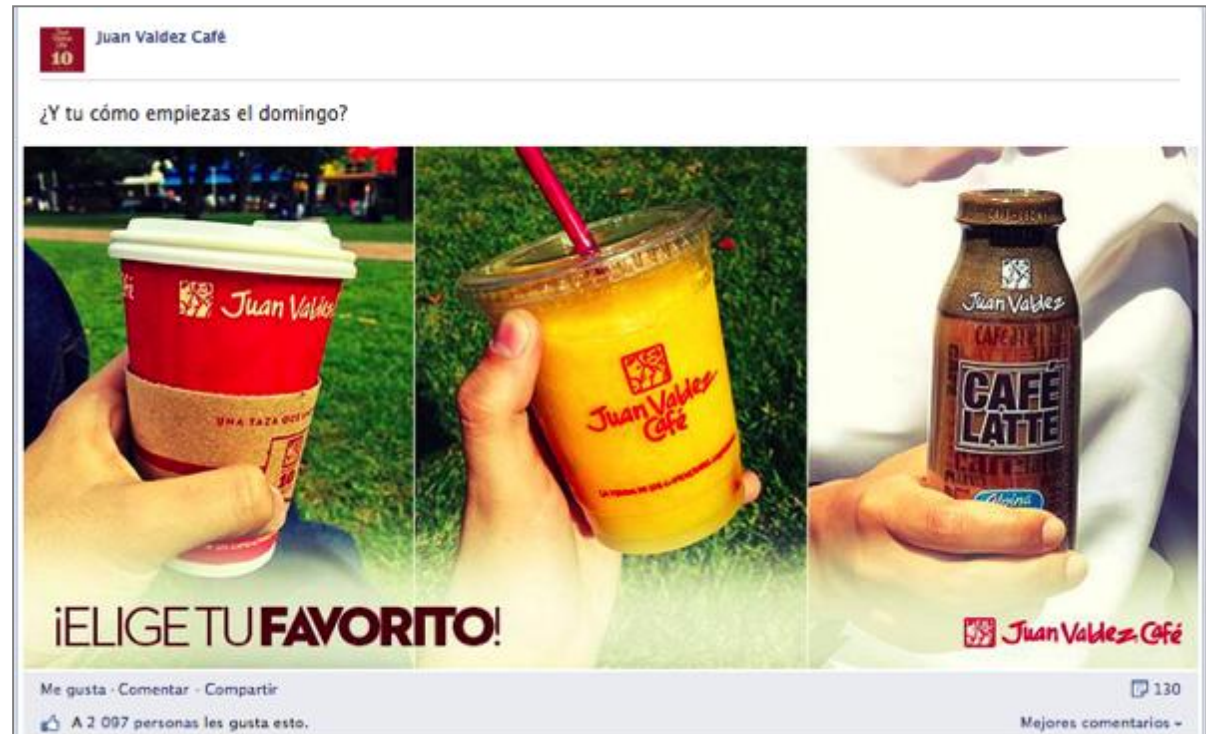 10
Juan Valdez Café
¿Y tu cómo empiezas el domingo?
Juan Valdez
UNA TAZA
Juan Valdez
Café
Juan Valdez
CAFÉ
LATTE
Alpina
¡ELIGE TU FAVORITO!
Juan Valdez Café
Me gusta · Comentar · Compartir
130
A 2 097 personas les gusta esto.
Mejores comentarios